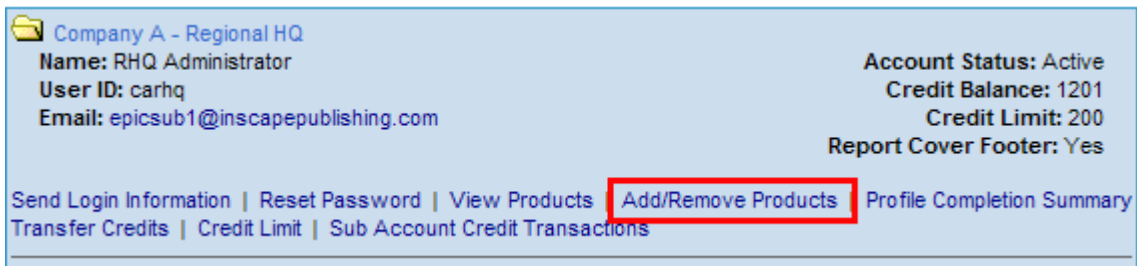 Company A - Regional HQ
Name: RHQ Administrator
User ID: carhq
Email: epicsub1@inscapepublishing.com
Account Status: Active
Credit Balance: 1201
Credit Limit: 200
Report Cover Footer: Yes
Send Login Information | Reset Password | View Products | Add/Remove Products | Profile Completion Summary
Transfer Credits | Credit Limit | Sub Account Credit Transactions